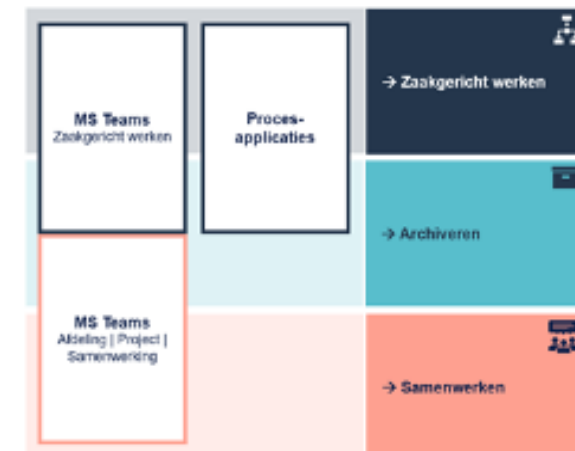 MS Teams
Zaakgericht werken
Proces-
applicaties
→ Zaakgericht werken
→ Archiveren
MS Teams
Afdeling | Project |
Samenwerking
→ Samenwerken